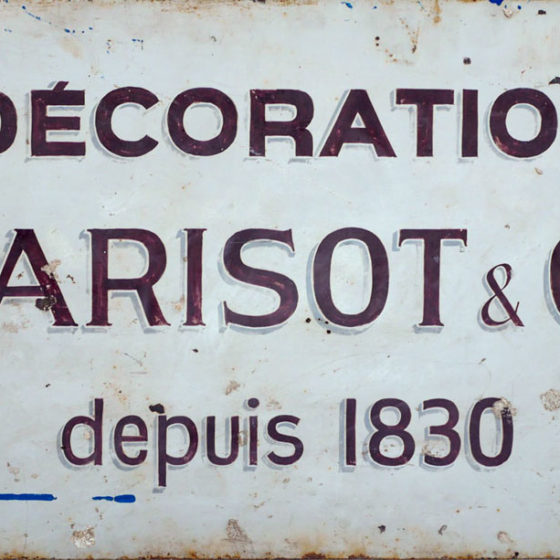 DÉCORATIO
ARISOT & C
depuis 1830